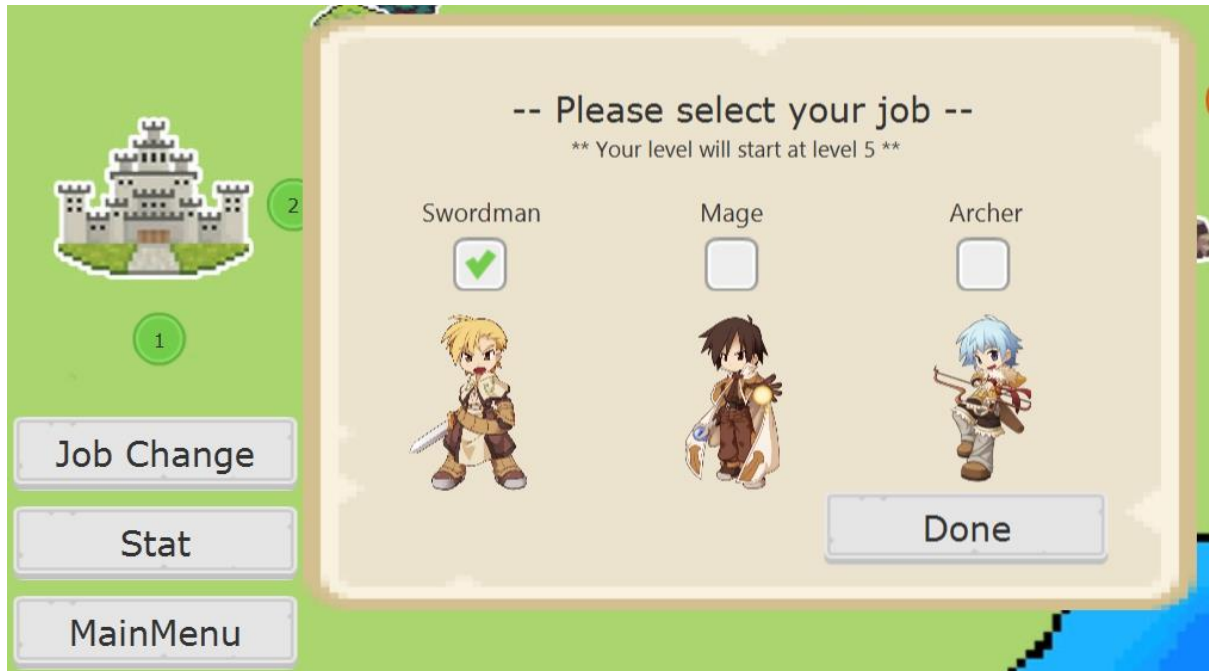 -- Please select your job --
** Your level will start at level 5 **
Swordman Mage Archer
2
1
Job Change
Stat
Done
MainMenu